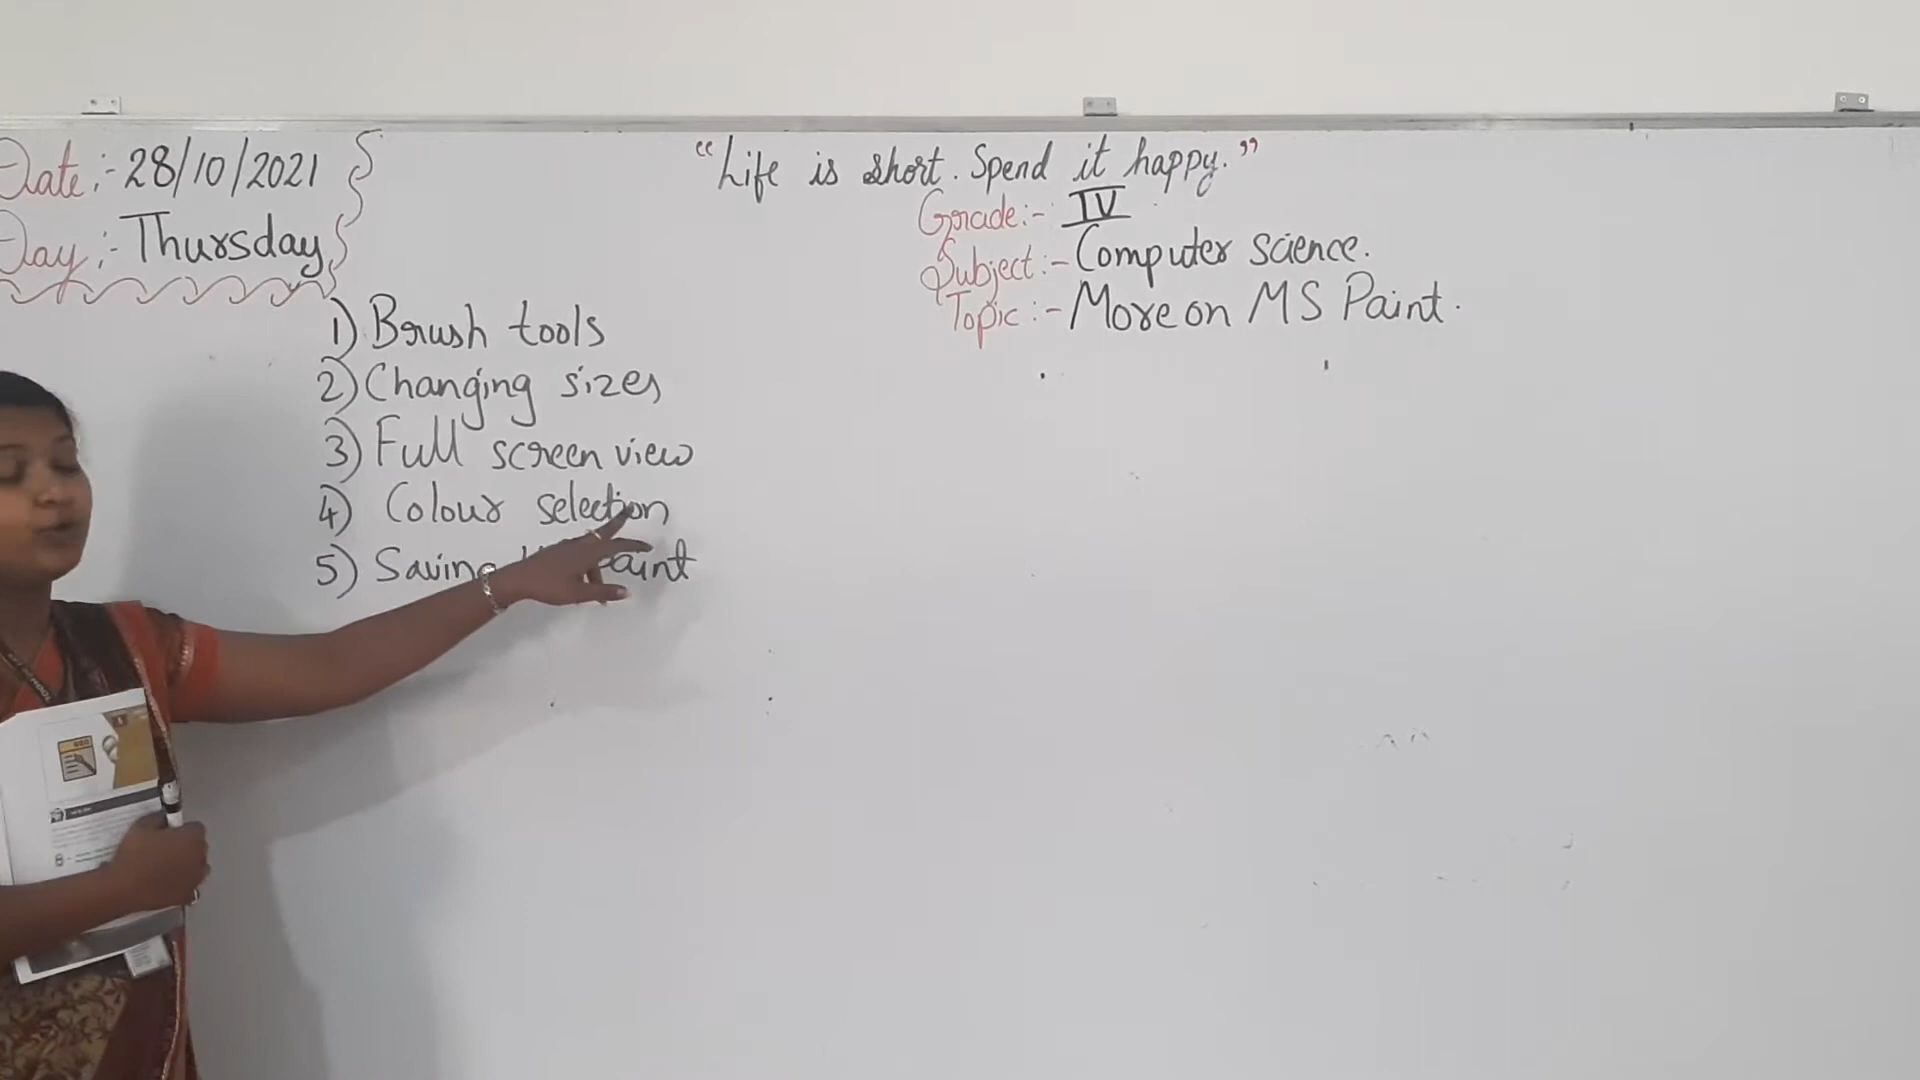 Date:- 28/10/2021
Day:- Thursday
"Life is short. Spend it happy."
Grade:- IV
Subject:- Computer science.
Topic:- More on MS Paint.
1) Brush tools
2) Changing sizes
3) Full screen view
4) Colour selection
5) Saving paint